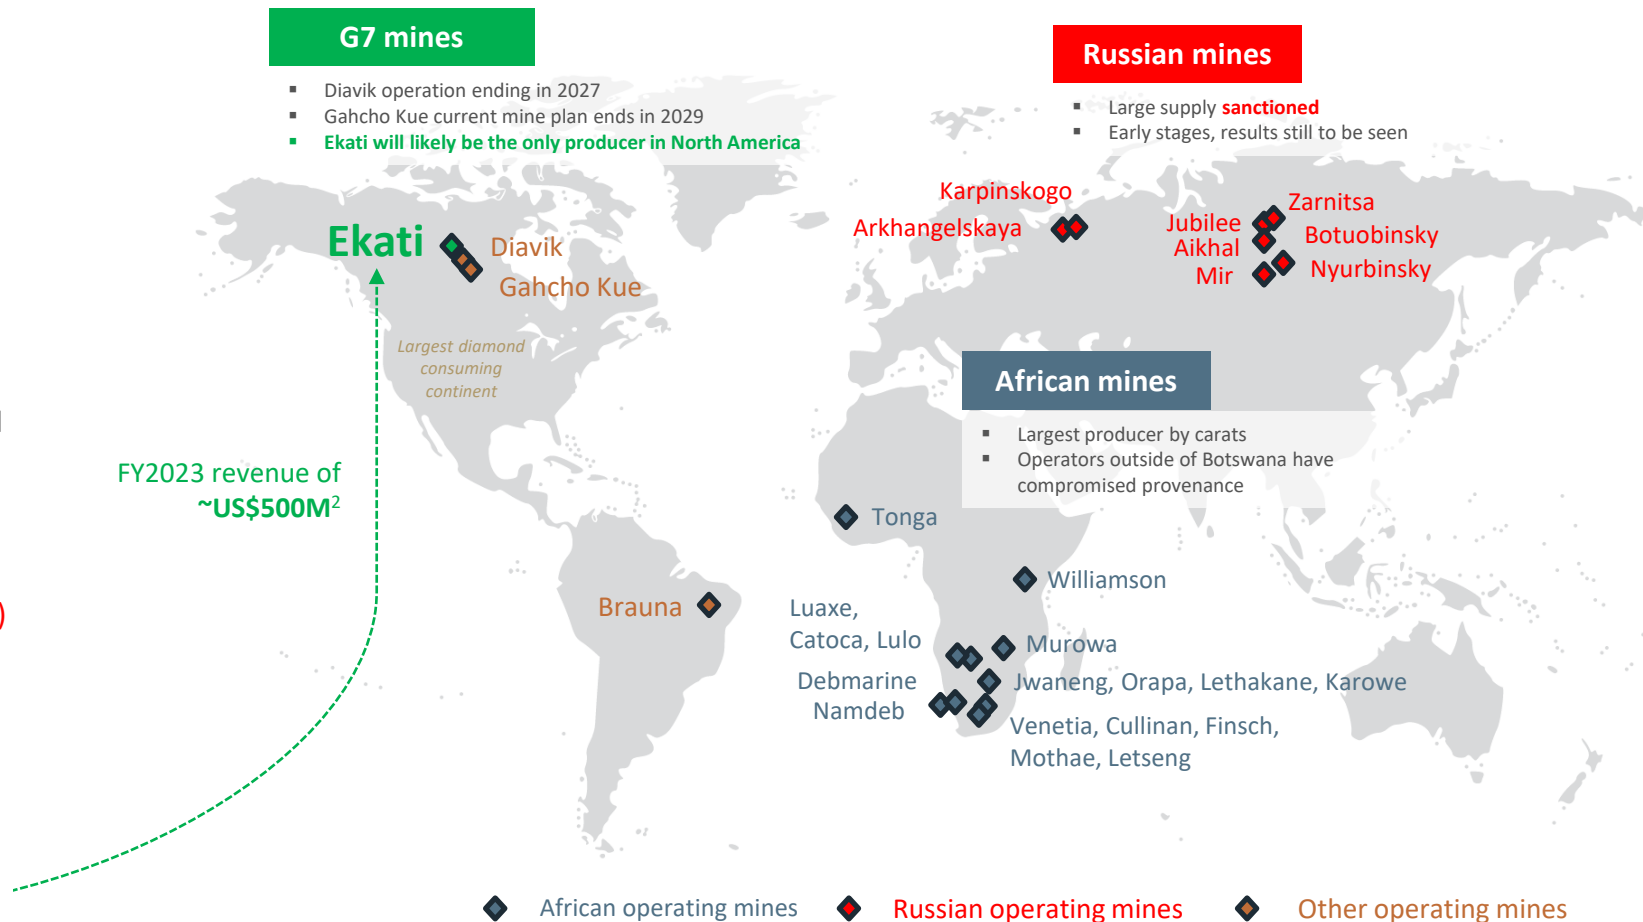 G7 mines
▪ Diavik operation ending in 2027
▪ Gahcho Kue current mine plan ends in 2029
▪ Ekati will likely be the only producer in North America
Russian mines
▪ Large supply sanctioned
▪ Early stages, results still to be seen
Karpinskogo
Arkhangelskaya
Zarnitsa
Jubilee
Botuobinsky
Aikhal
Nyurbinsky
Mir
Ekati
Diavik
Gahcho Kue
Largest diamond
consuming
continent
African mines
▪ Largest producer by carats
▪ Operators outside of Botswana have
compromised provenance
FY2023 revenue of
~US$500M2
Tonga
Williamson
Brauna
Luaxe,
Catoca, Lulo
Murowa
Debmarine
Namdeb
Jwaneng, Orapa, Lethakane, Karowe
Venetia, Cullinan, Finsch,
Mothae, Letseng
)
African operating mines
Russian operating mines
Other operating mines